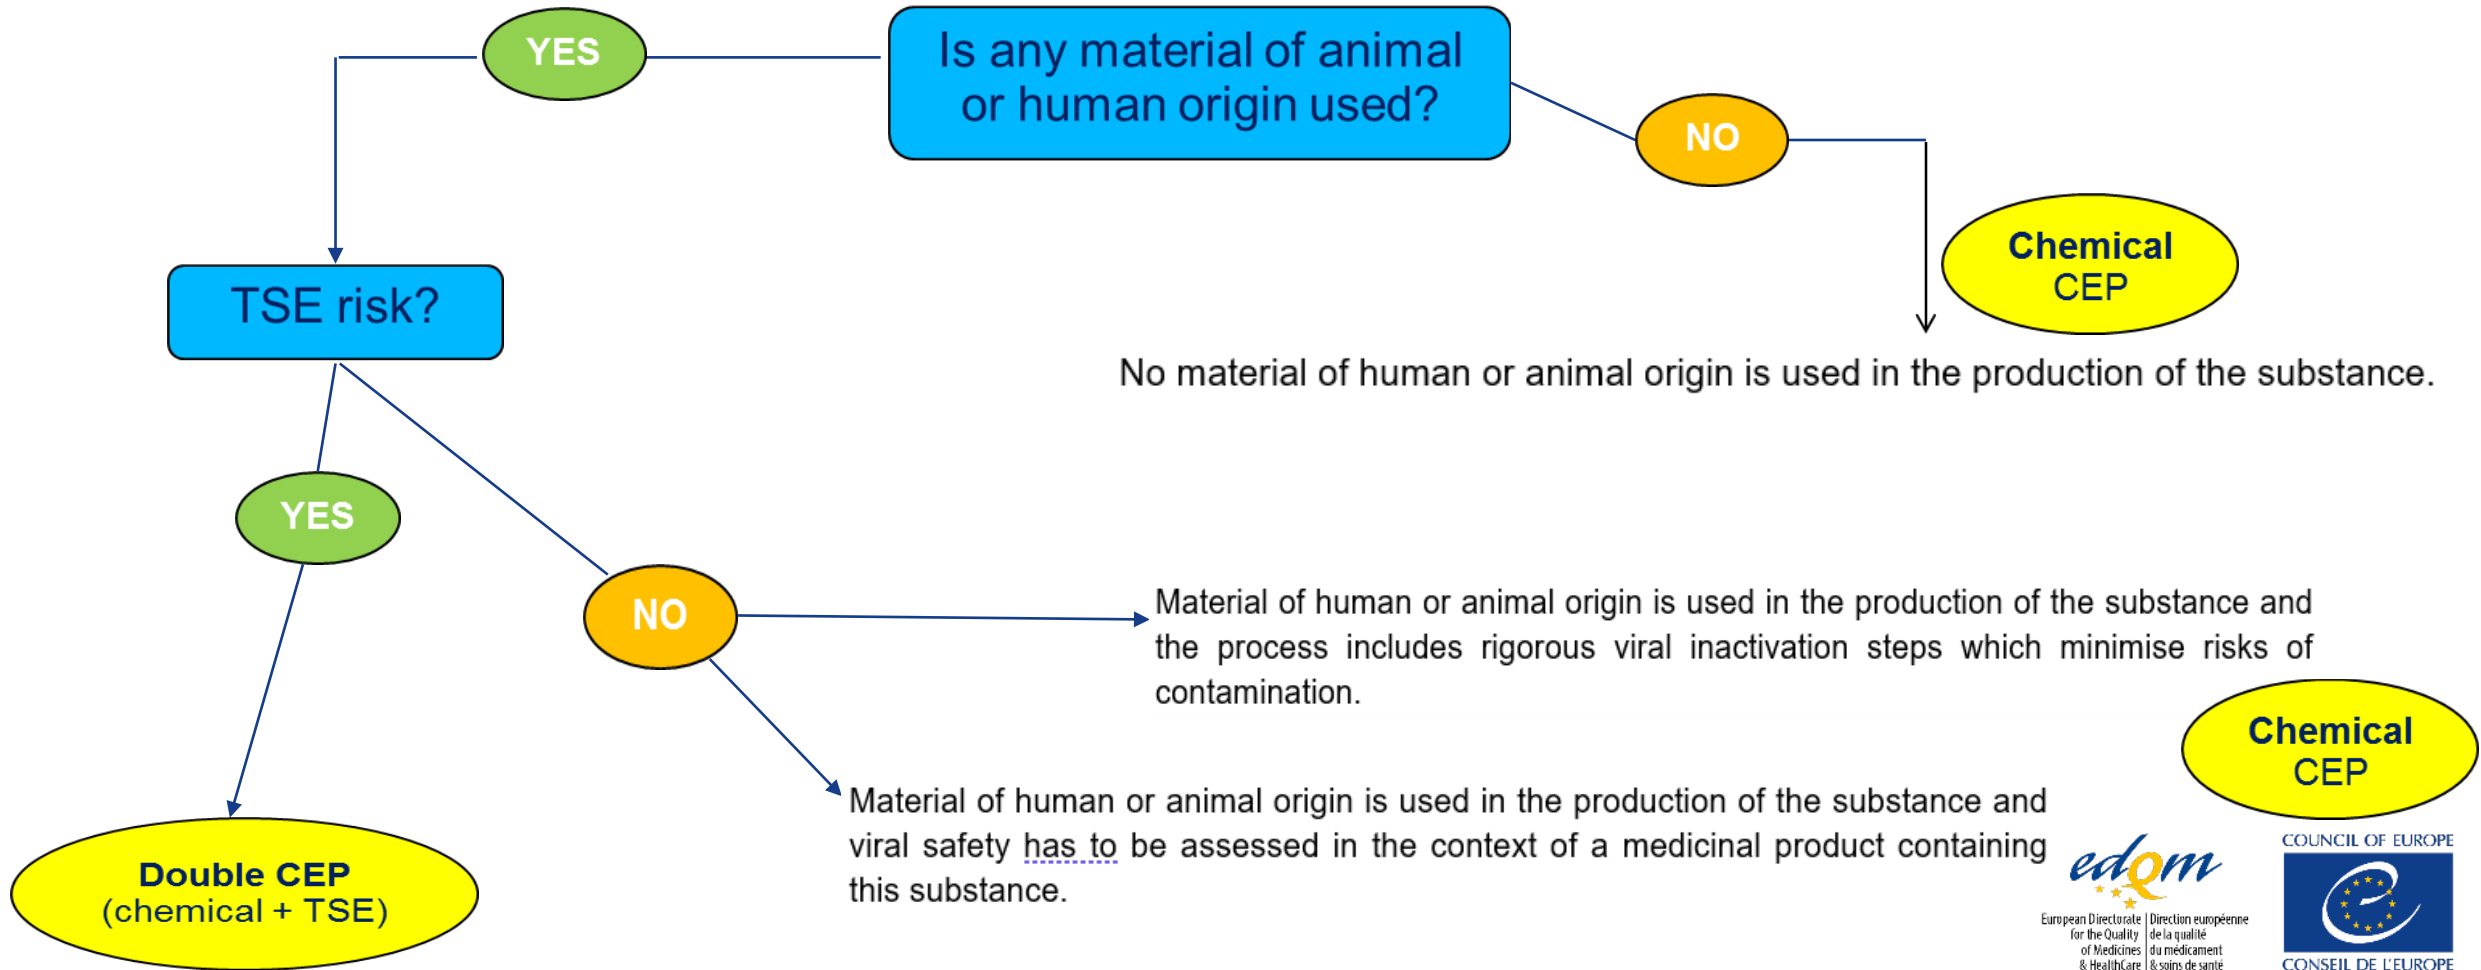 YES
Is any material of animal
or human origin used?
NO
Chemical
CEP
TSE risk?
No material of human or animal origin is used in the production of the substance.
YES
NO
Material of human or animal origin is used in the production of the substance and
the process includes rigorous viral inactivation steps which minimise risks of
contamination.
Chemical
CEP
Material of human or animal origin is used in the production of the substance and
viral safety has to be assessed in the context of a medicinal product containing
this substance.
Double CEP
(chemical + TSE)
edQm
European Directorate | Direction européenne
for the Quality | de la qualité
of Medicines | du médicament
& HealthCare | & soins de santé
COUNCIL OF EUROPE
CONSEIL DE L'EUROPE